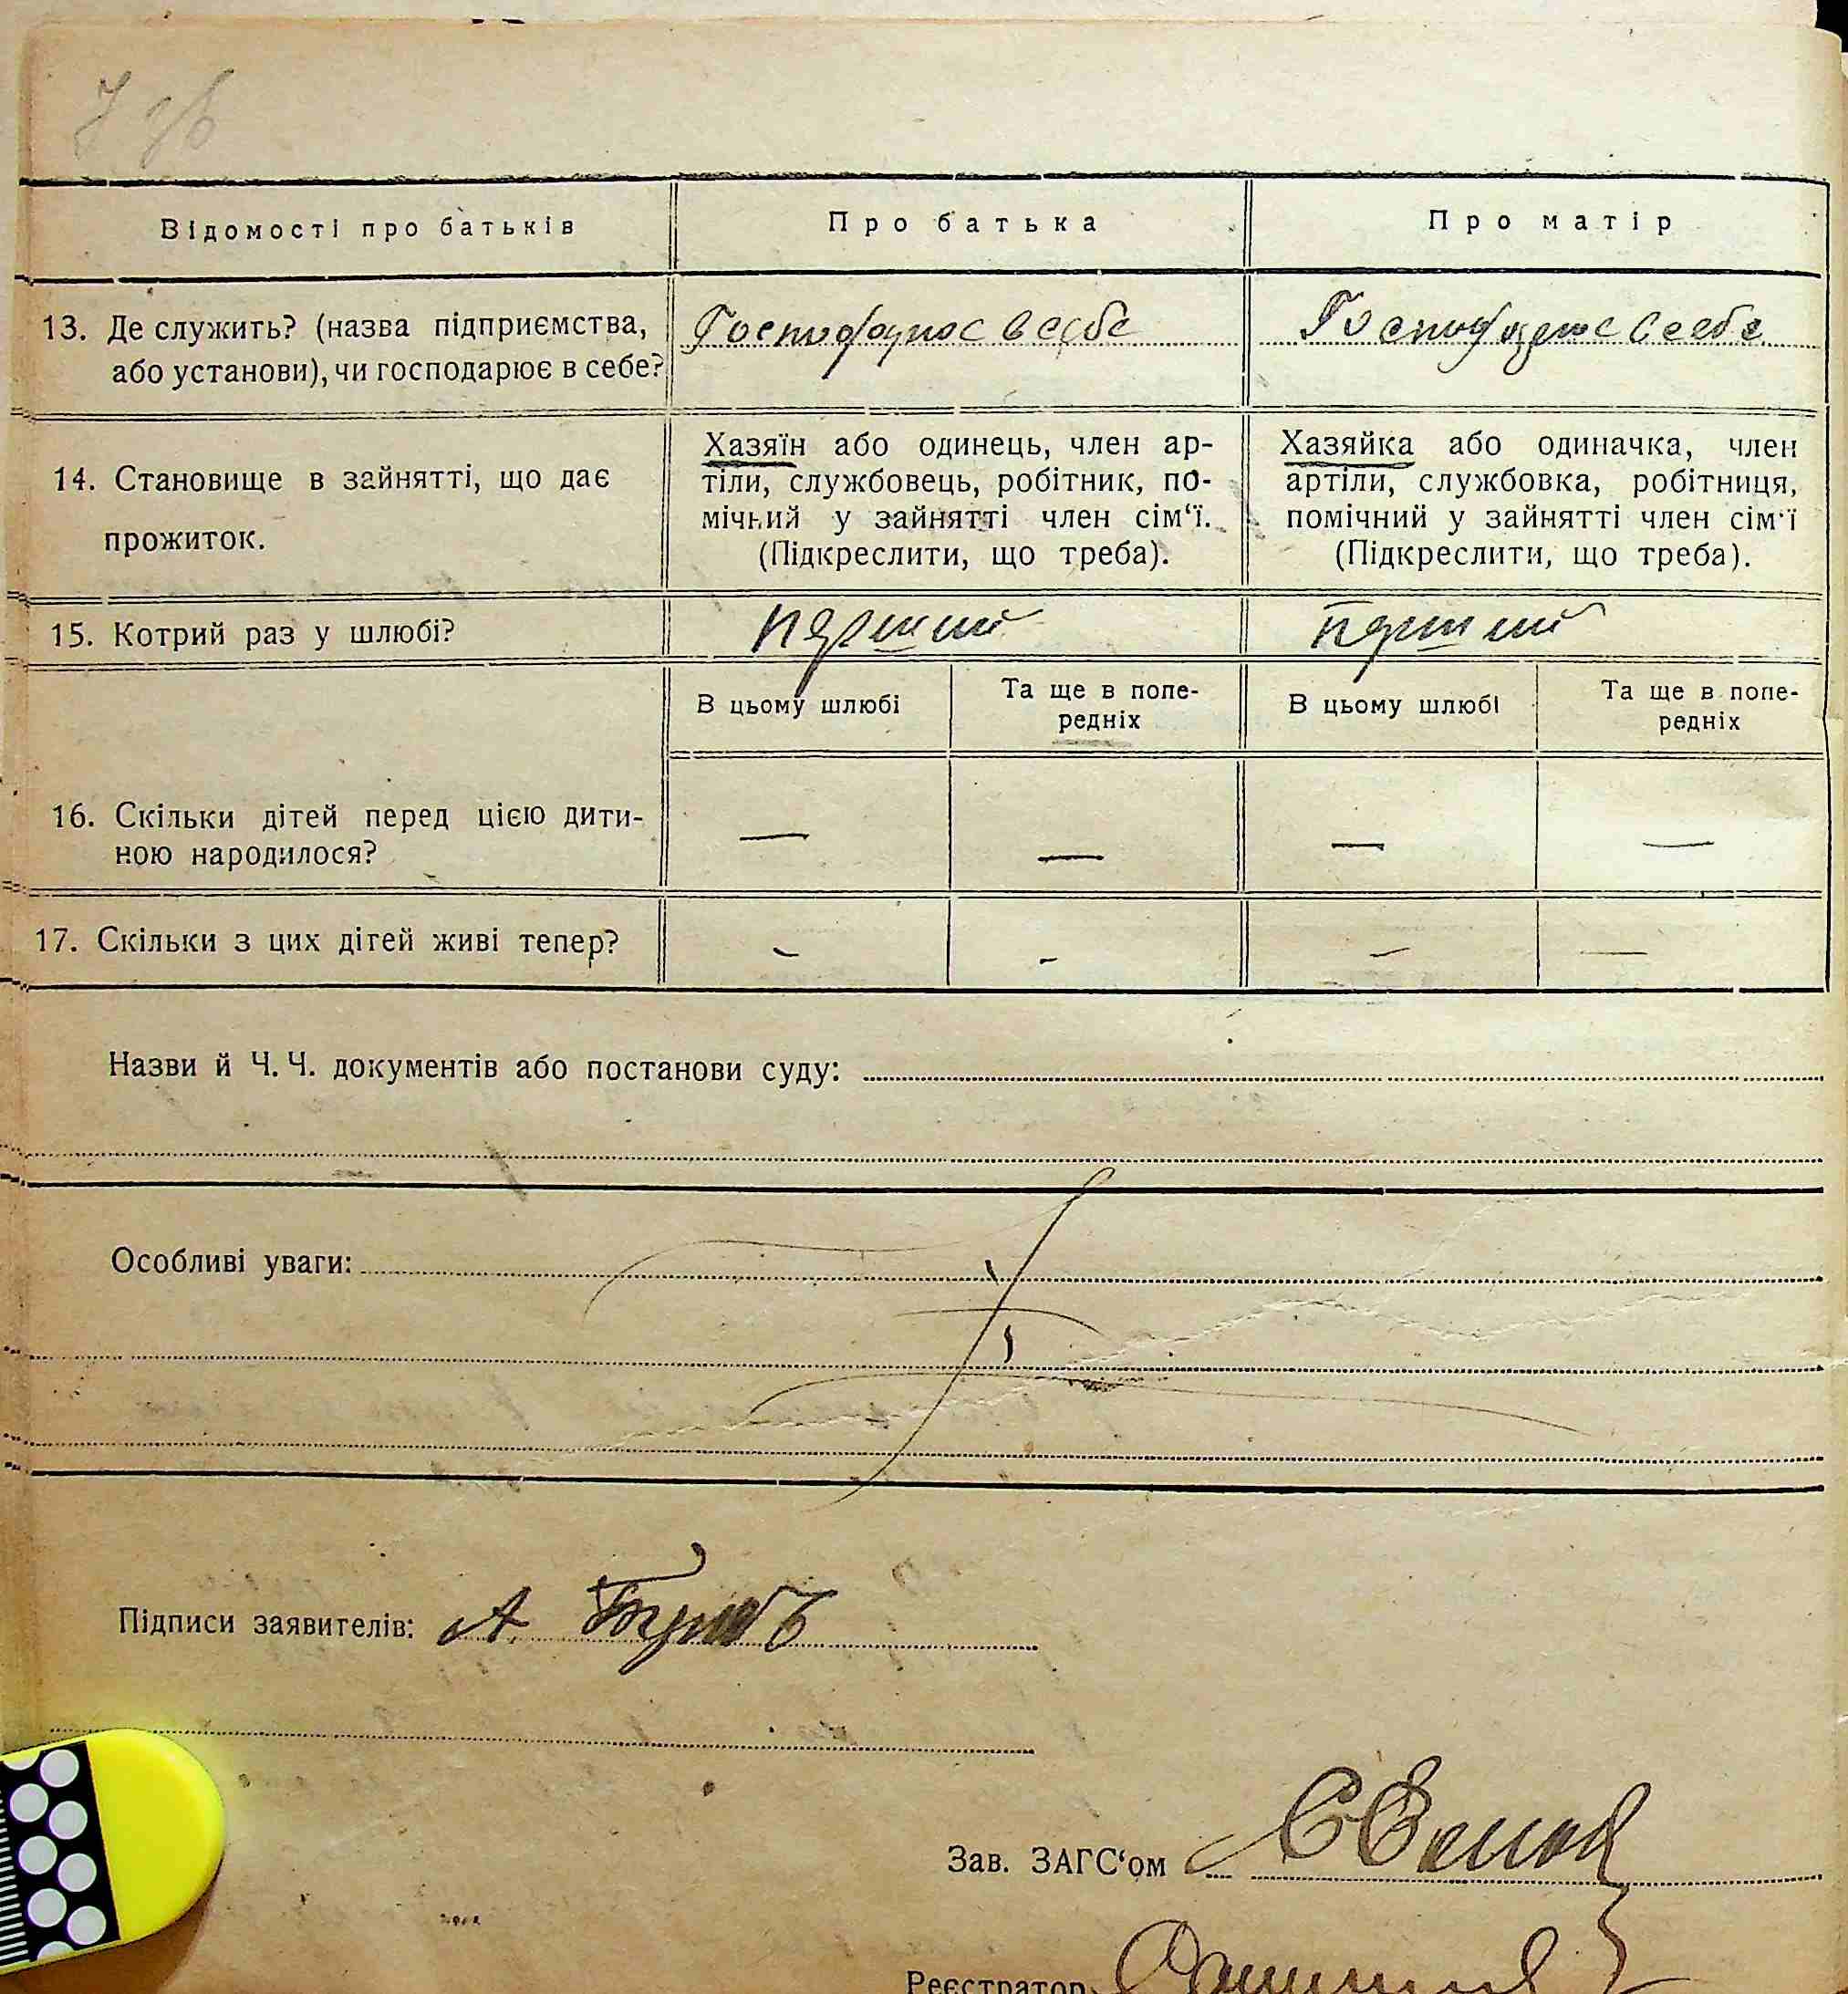 Відомості про батьків
Про батька
Про матір
13. Де служить? (назва підприємства, або установи), чи господарює в себе?
Господарює в себе
Господарює в себе
14. Становище в зайнятті, що дає прожиток.
Хазяїн або одинець, член ар-
тіли, службовець, робітник, по-
мічний у зайнятті член сім‘ї.
(Підкреслити, що треба).
Хазяйка або одиначка, член
артіли, службовка, робітниця,
помічний у зайнятті член сім‘ї
(Підкреслити, що треба).
15. Котрий раз у шлюбі?
перший
перший
В цьому шлюбі
Та ще в попе-
редніх
В цьому шлюбі
Та ще в попе-
редніх
16. Скільки дітей перед цією дити-
ною народилося?
— — — —
17. Скільки з цих дітей живі тепер?
— - — —
Назви й Ч. Ч. документів або постанови суду:
Особливі уваги:
Підписи заявителів: А.
Зав. ЗАГС‘ом
Реєстратор